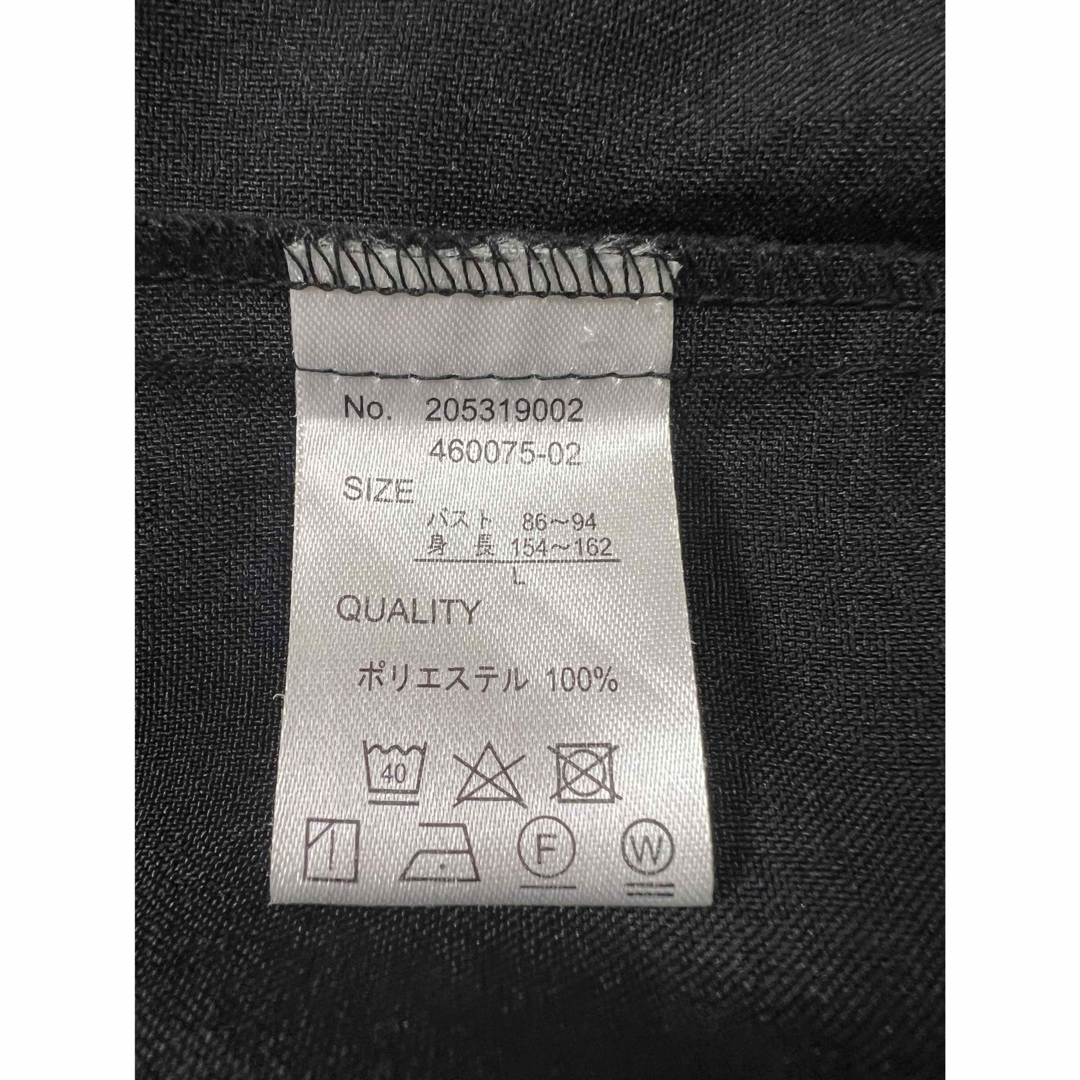 No. 205319002
460075-02
SIZE
バスト 86~94
身 長 154~162
L
QUALITY
ポリエステル 100%
40
F
W